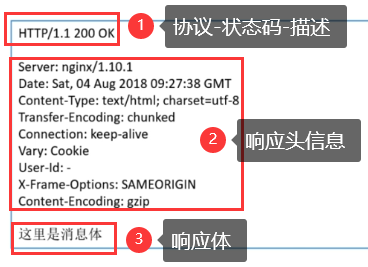 HTTP/1.1 200 OK
1 协议-状态码-描述
Server: nginx/1.10.1
Date: Sat, 04 Aug 2018 09:27:38 GMT
Content-Type: text/html; charset=utf-8
Transfer-Encoding: chunked
Connection: keep-alive
Vary: Cookie
User-Id: -
X-Frame-Options: SAMEORIGIN
Content-Encoding: gzip
2 响应头信息
这里是消息体
3 响应体